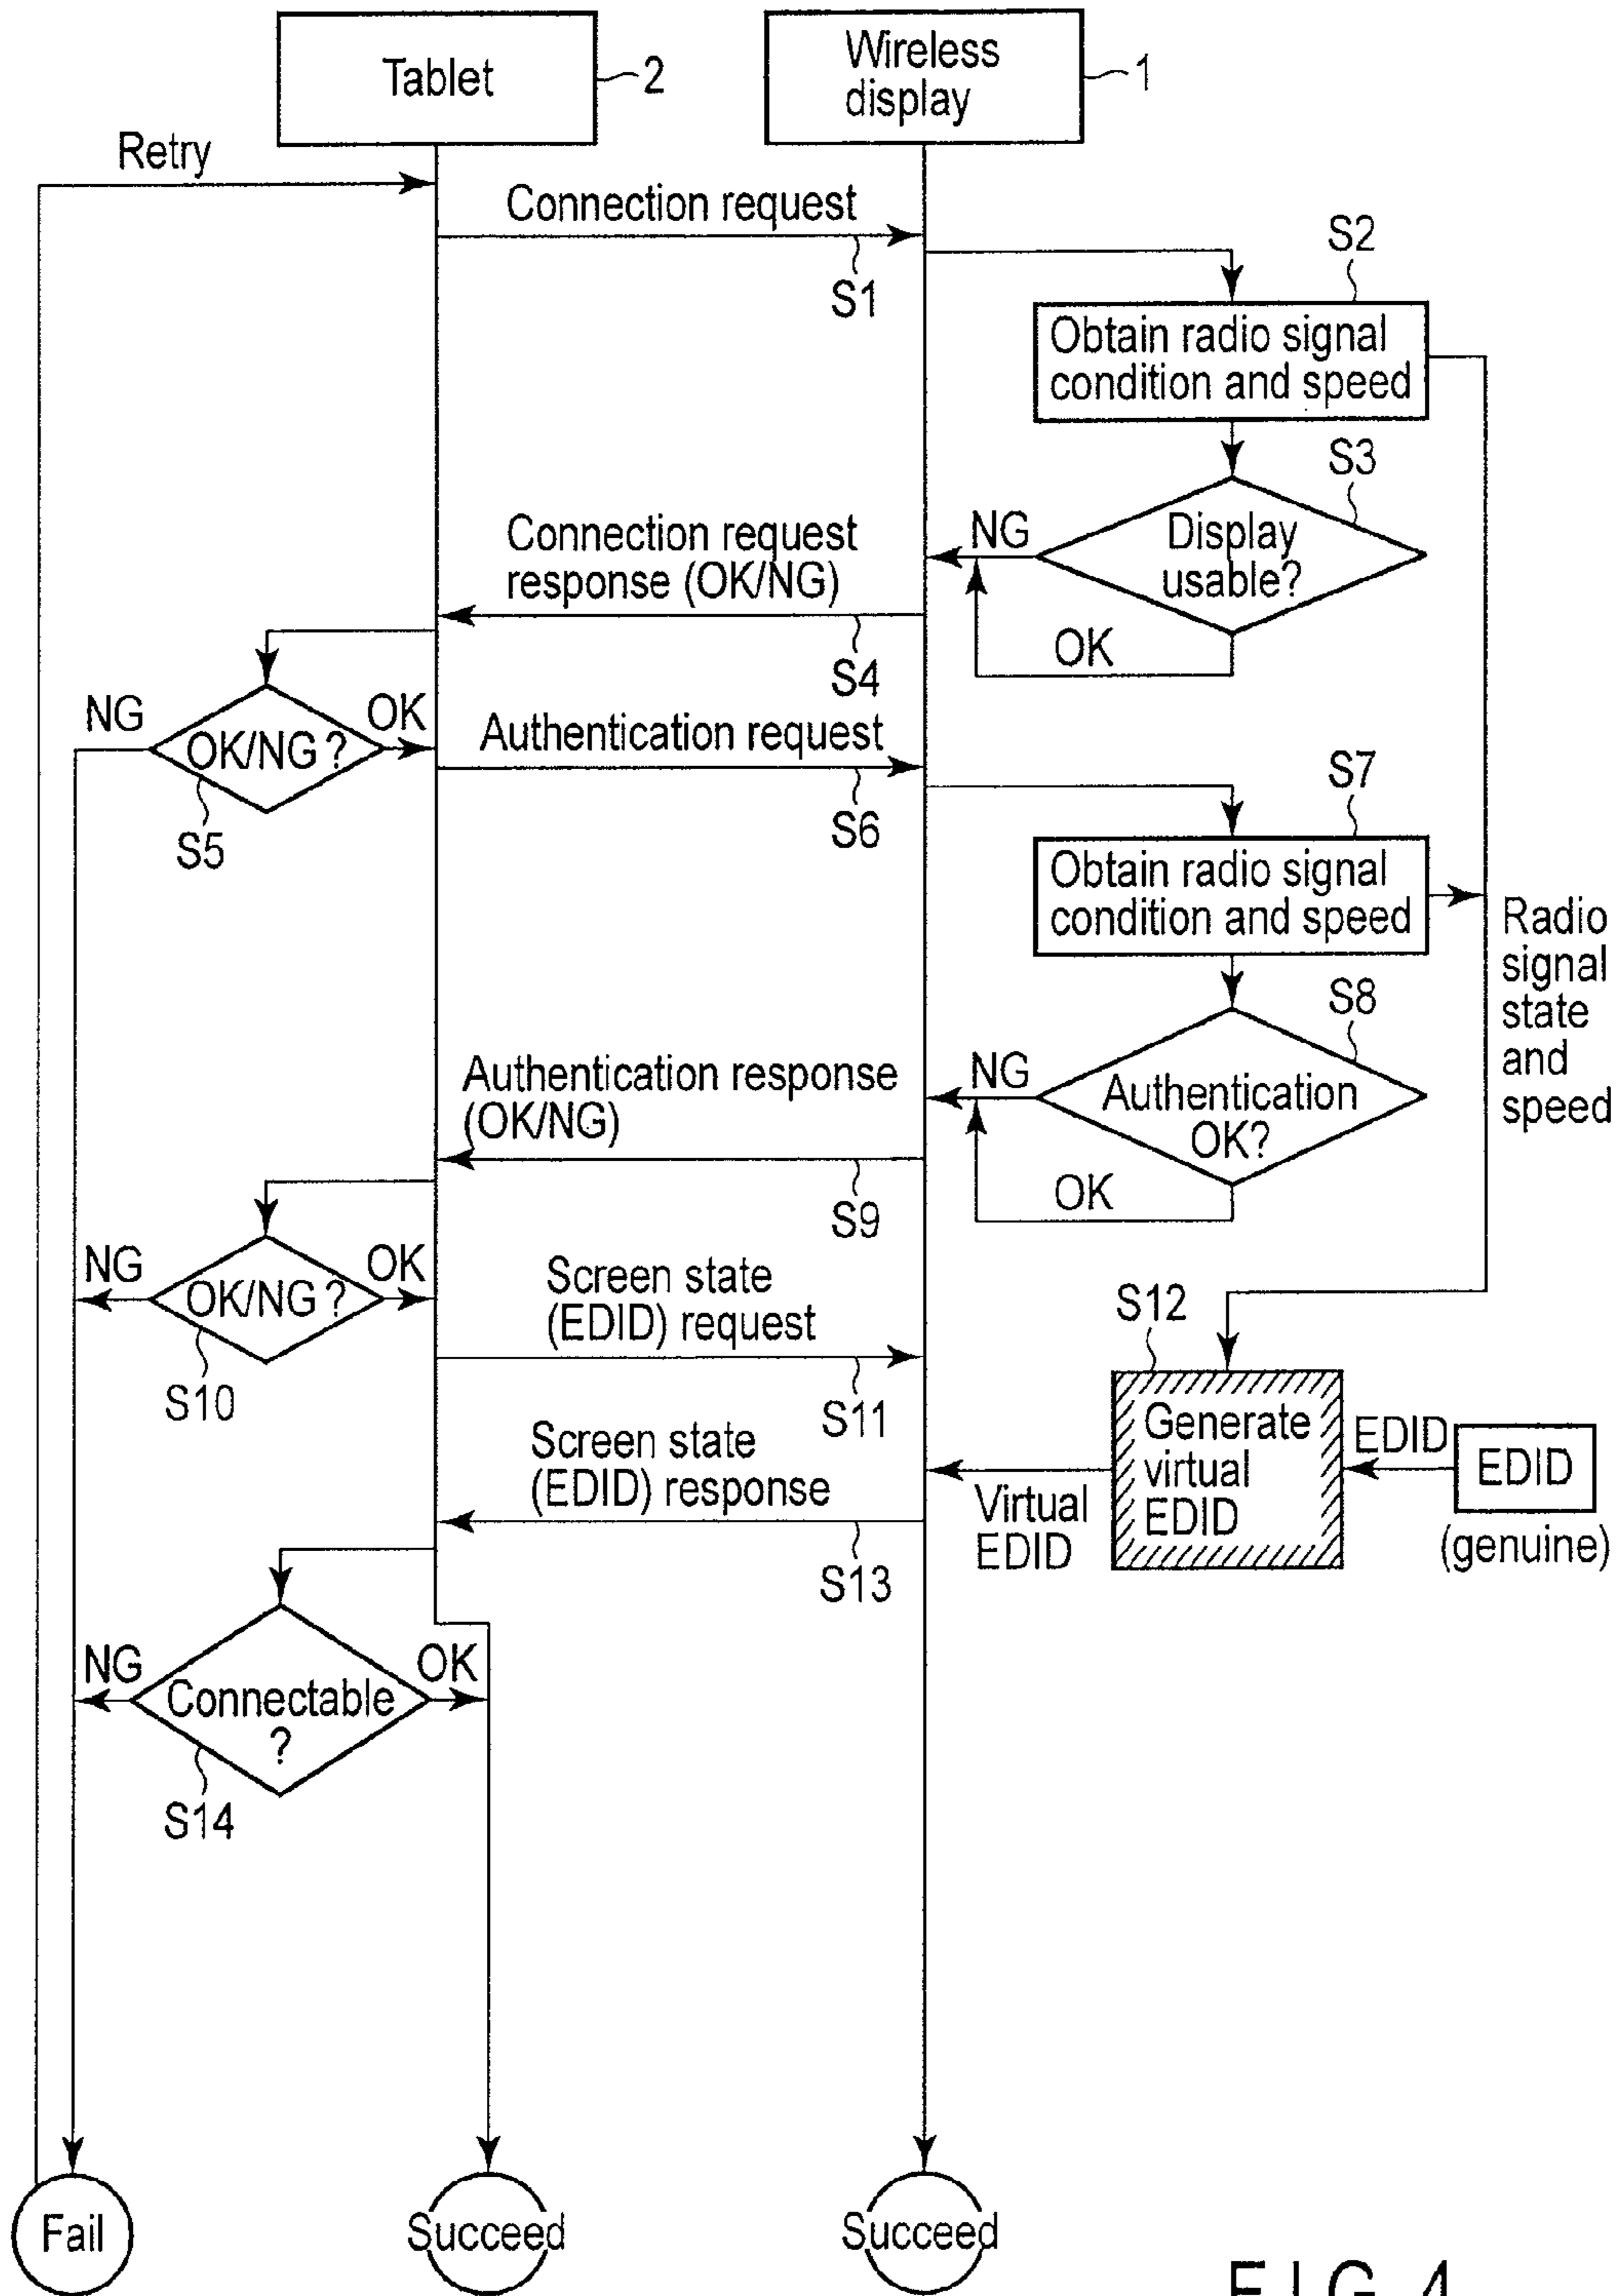 Tablet
2
Wireless
display
1
Retry
Connection request
S1
S2
Obtain radio signal
condition and speed
S3
Display
usable?
NG
OK
Connection request
response (OK/NG)
S4
NG
OK
OK/NG ?
S5
Authentication request
S6
S7
Obtain radio signal
condition and speed
Radio
signal
state
and
speed
S8
Authentication
OK?
NG
OK
Authentication response
(OK/NG)
S9
NG
OK
OK/NG ?
S10
Screen state
(EDID) request
S11
S12
Generate
virtual
EDID
EDID
EDID
(genuine)
Virtual
EDID
Screen state
(EDID) response
S13
NG
OK
Connectable
?
S14
Fail
Succeed
Succeed
FIG. 4